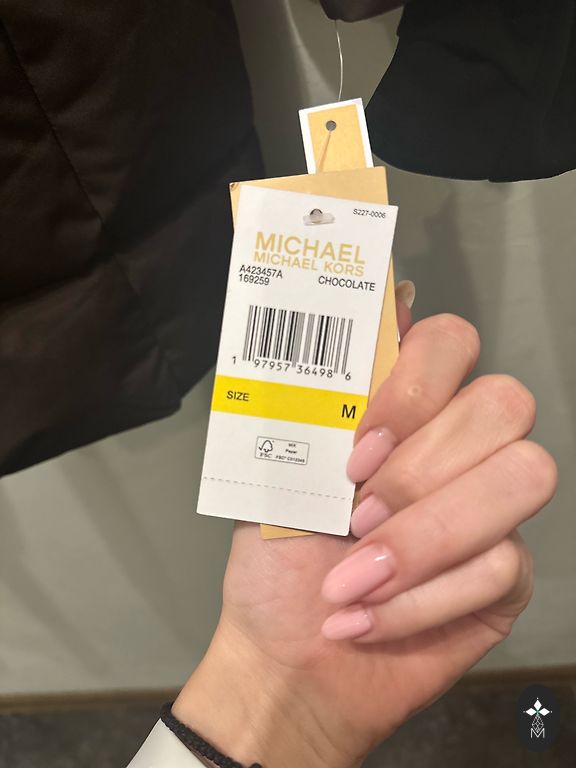 S227-0006
MICHAEL
MICHAEL KORS
A423457A
169259 CHOCOLATE
1 97957 36498 6
SIZE M
FSC
MIX
Paper
M